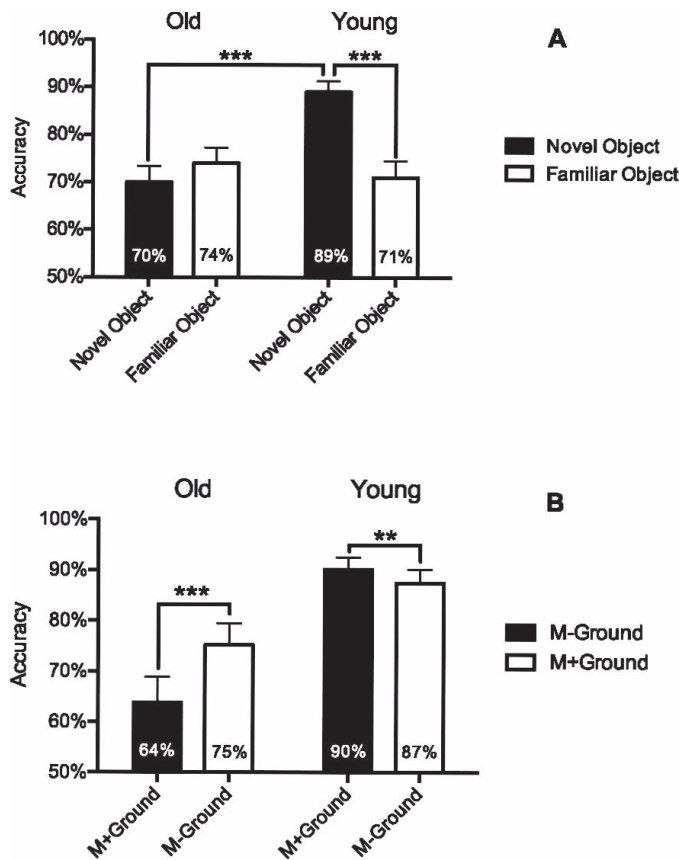 Old Young
A
100%
90%
80%
70%
60%
50%
Accuracy
*** ***
70% 74% 89% 71%
Novel Object
Familiar Object
Novel Object
Familiar Object
Novel Object
Familiar Object
Old Young
B
100%
90%
80%
70%
60%
50%
Accuracy
*** **
64% 75% 90% 87%
M+Ground
M-Ground
M+Ground
M-Ground
M-Ground
M+Ground